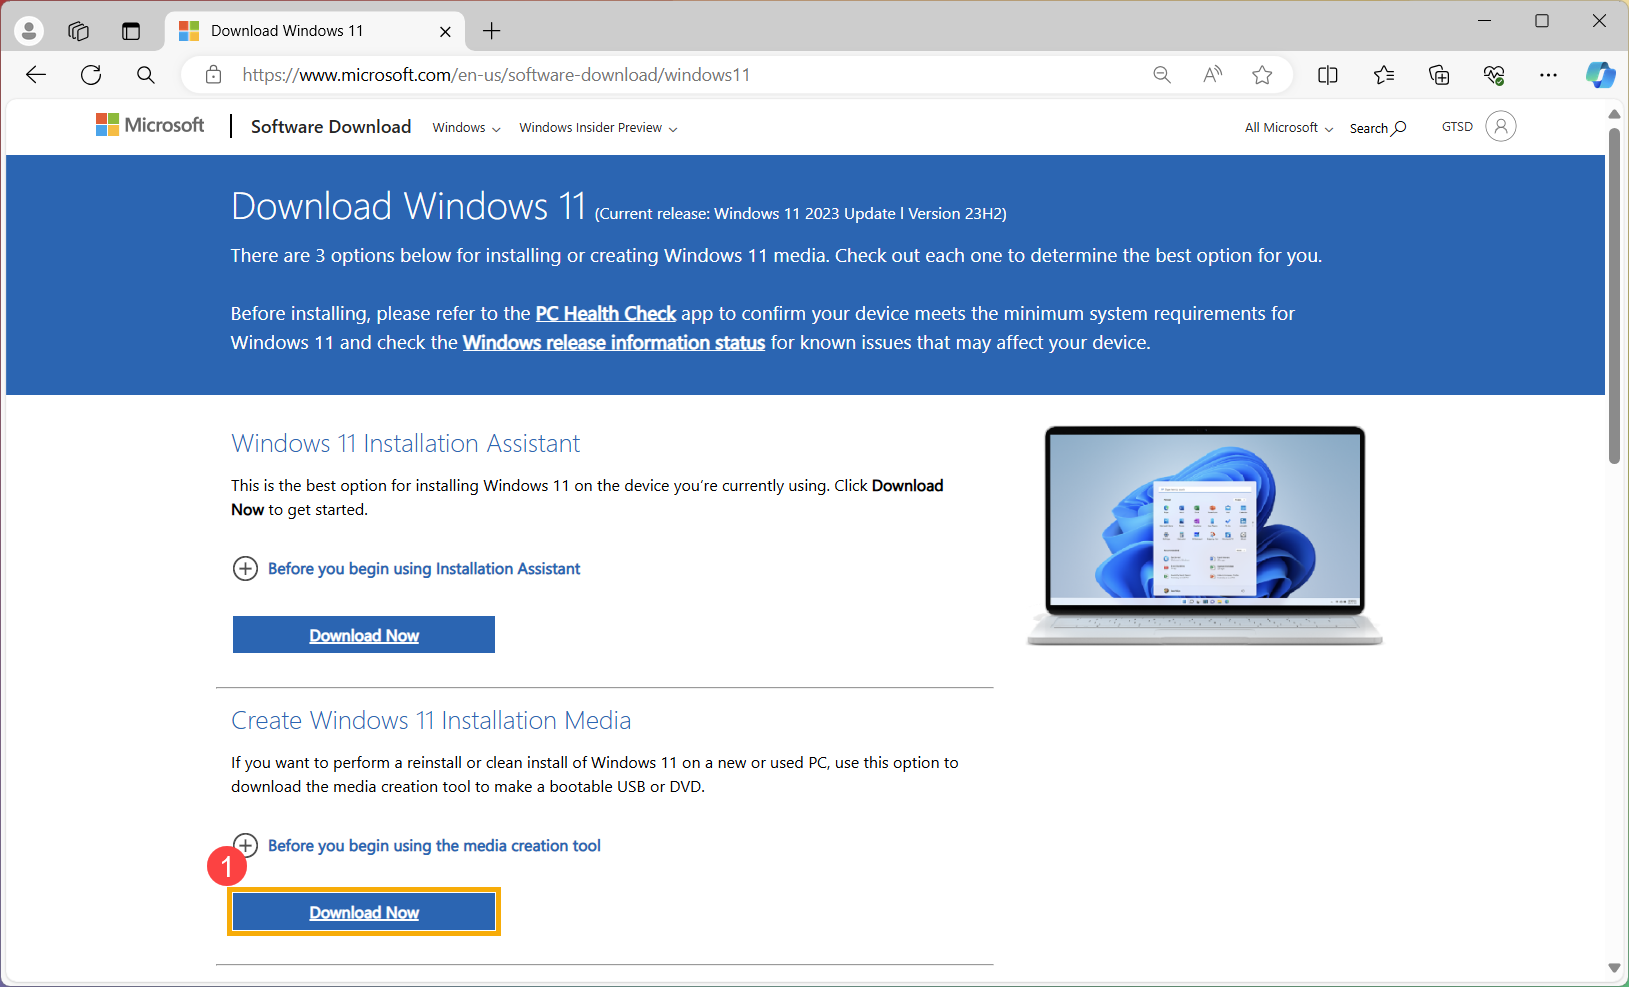 Download Windows 11
https://www.microsoft.com/en-us/software-download/windows11
Microsoft
Software Download
Windows
Windows Insider Preview
All Microsoft
Search
GTSD
Download Windows 11 (Current release: Windows 11 2023 Update l Version 23H2)
There are 3 options below for installing or creating Windows 11 media. Check out each one to determine the best option for you.
Before installing, please refer to the PC Health Check app to confirm your device meets the minimum system requirements for
Windows 11 and check the Windows release information status for known issues that may affect your device.
Windows 11 Installation Assistant
This is the best option for installing Windows 11 on the device you're currently using. Click Download
Now to get started.
Before you begin using Installation Assistant
Download Now
Create Windows 11 Installation Media
If you want to perform a reinstall or clean install of Windows 11 on a new or used PC, use this option to
download the media creation tool to make a bootable USB or DVD.
Before you begin using the media creation tool
1
Download Now